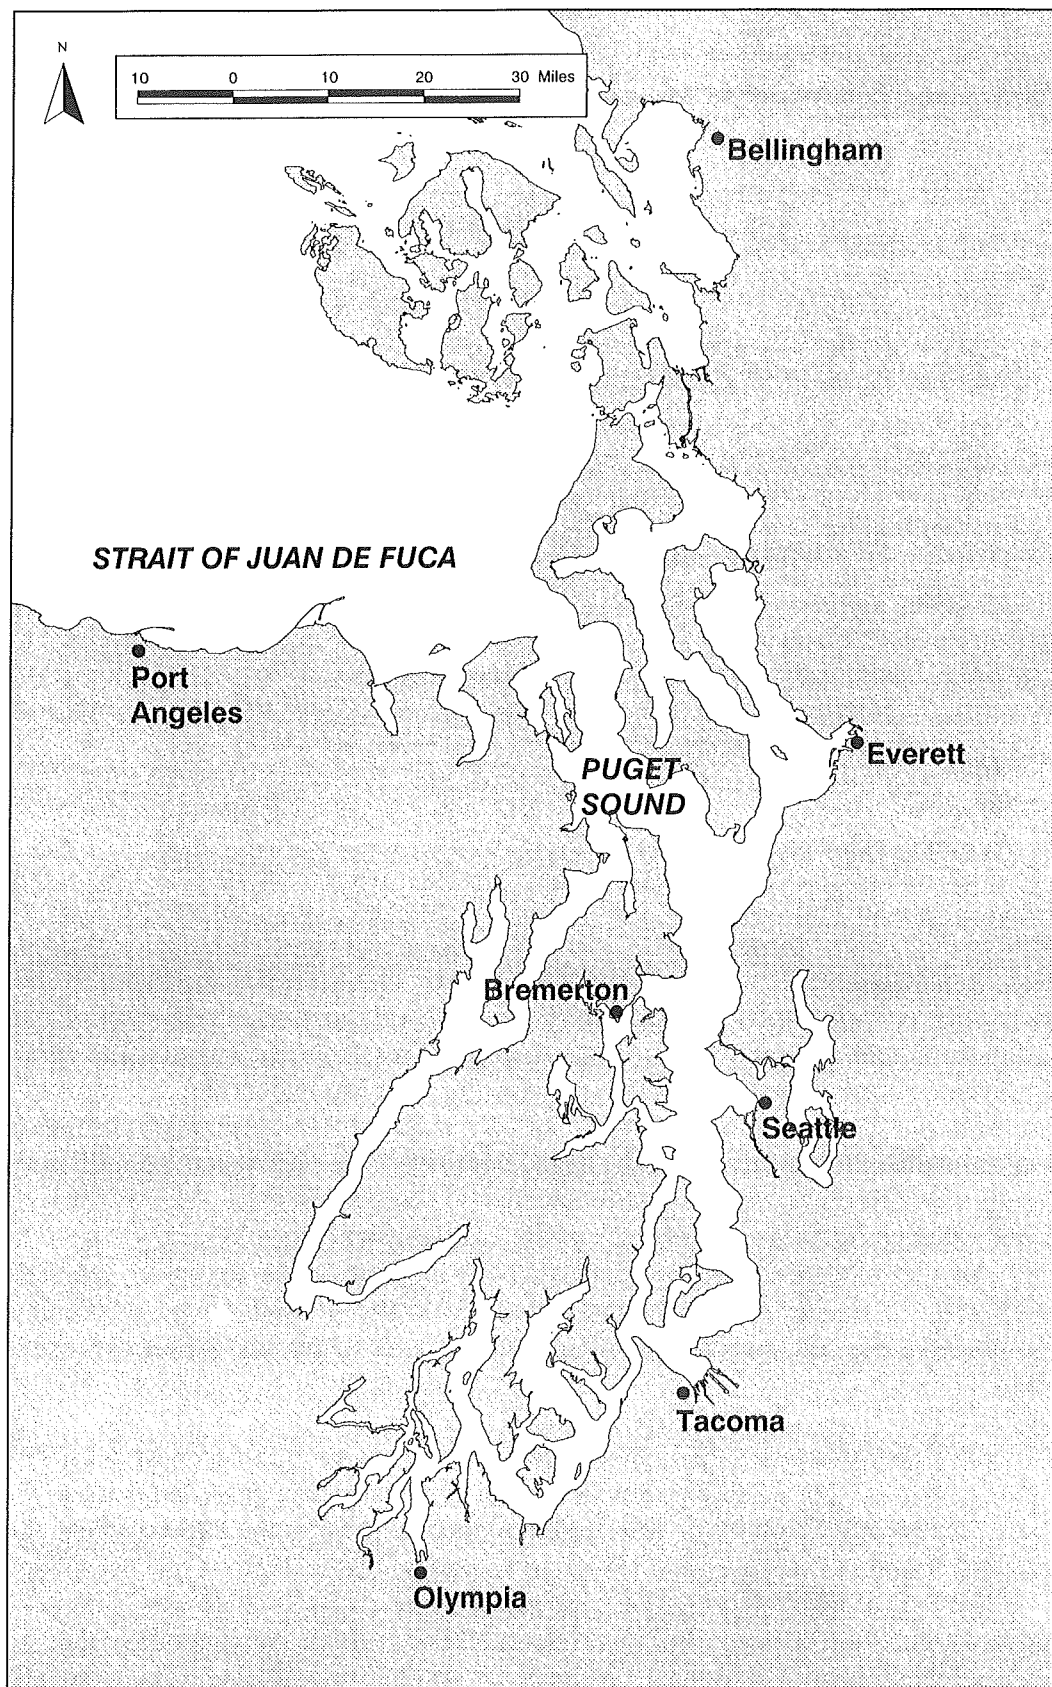 N
10 0 10 20 30 Miles
Bellingham
STRAIT OF JUAN DE FUCA
Port
Angeles
Everett
PUGET
SOUND
Bremerton
Seattle
Tacoma
Olympia